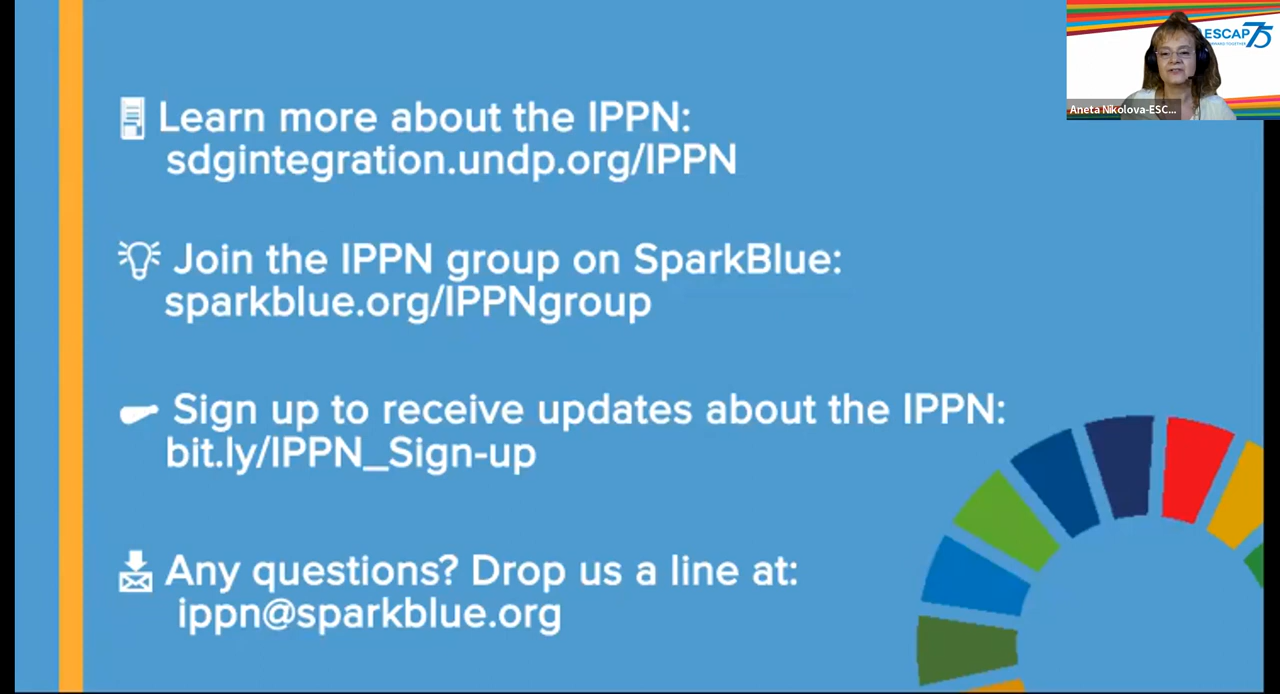 Learn more about the IPPN:
sdgintegration.undp.org/IPPN
Join the IPPN group on SparkBlue:
sparkblue.org/IPPNgroup
Sign up to receive updates about the IPPN:
bit.ly/IPPN_Sign-up
Any questions? Drop us a line at:
ippn@sparkblue.org
ESCAP 75
Aneta Nikolova-ESC...